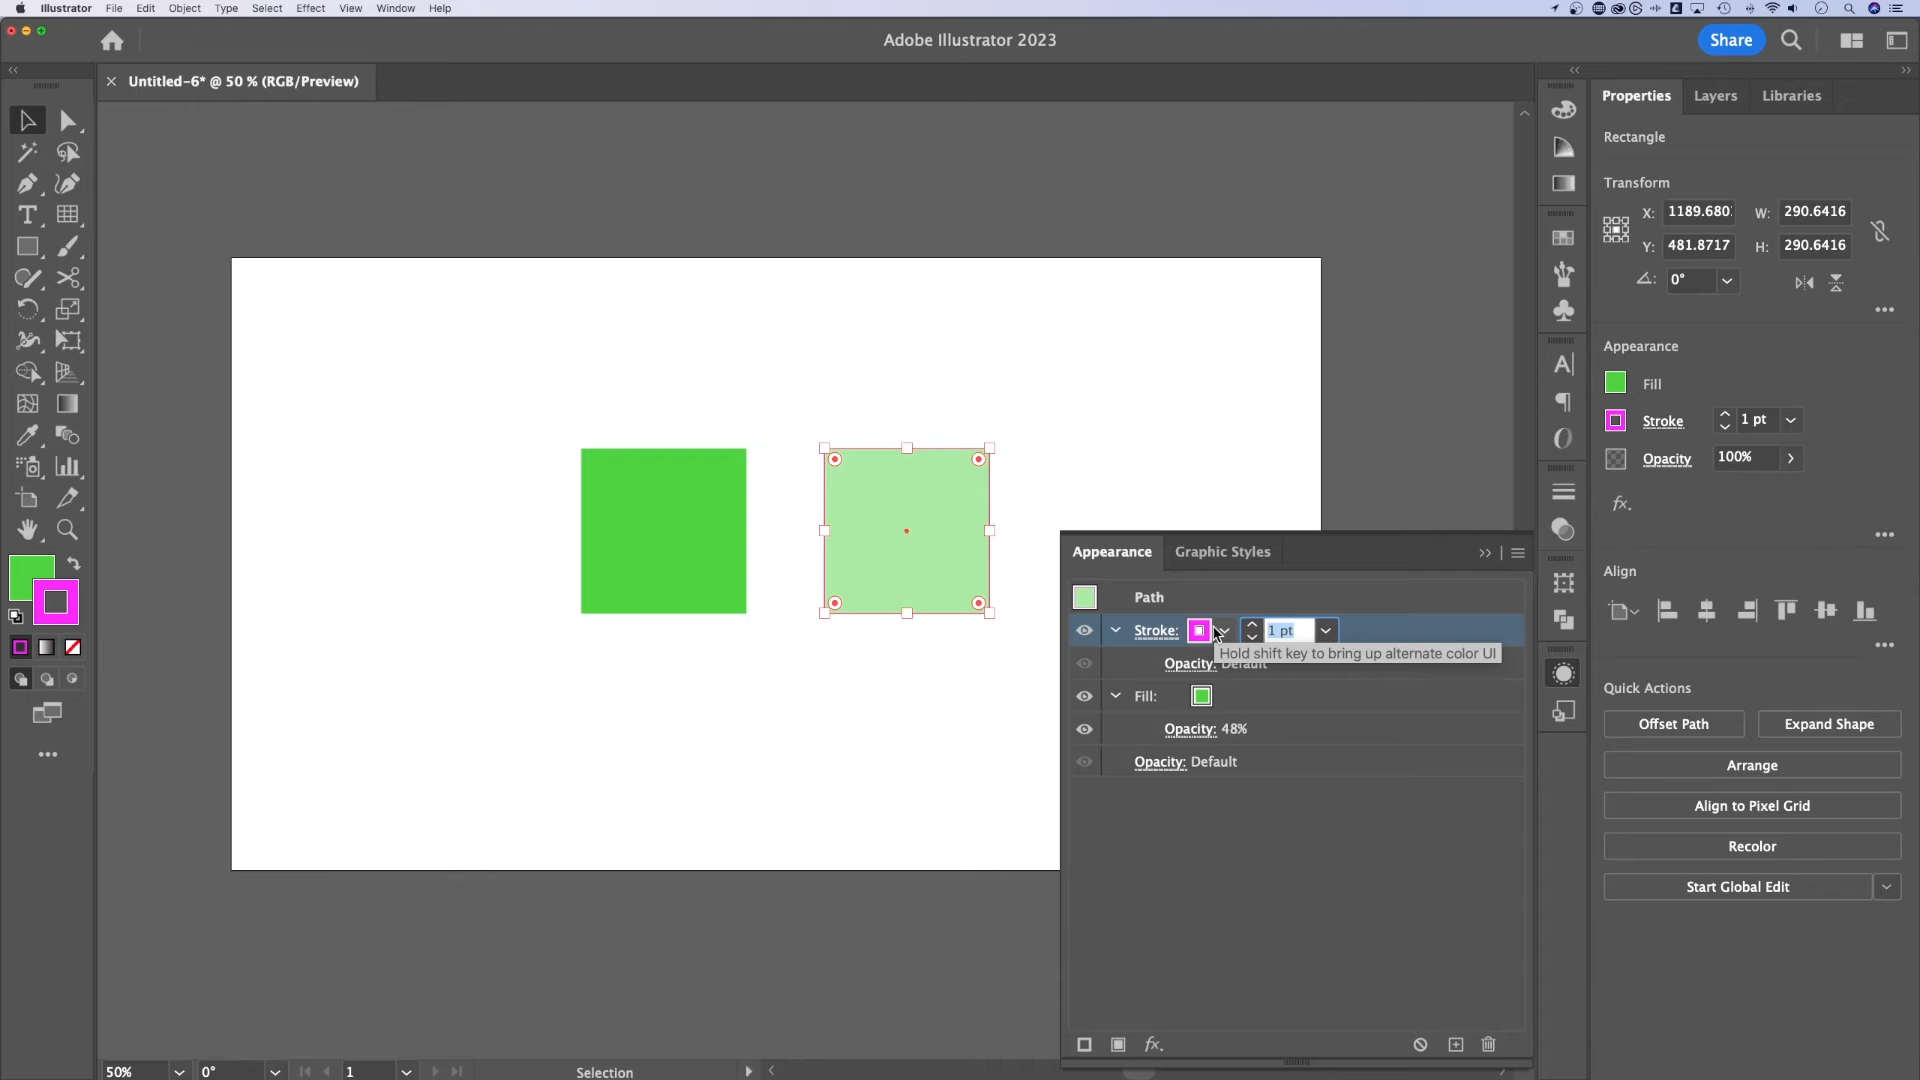 Illustrator File Edit Object Type Select Effect View Window Help
Adobe Illustrator 2023
Share
Untitled-6* @ 50 % (RGB/Preview)
Properties Layers Libraries
Rectangle
Transform
X: 1189.680: W: 290.6416
Y: 481.8717 H: 290.6416
0°
Appearance
Fill
Stroke 1 pt
Opacity 100%
fx.
Align
Quick Actions
Offset Path Expand Shape
Arrange
Align to Pixel Grid
Recolor
Start Global Edit
Appearance Graphic Styles
Path
Stroke: 1 pt
Hold shift key to bring up alternate color UI
Opacity: Default
Fill:
Opacity: 48%
Opacity: Default
fx.
50% 0° 1 Selection